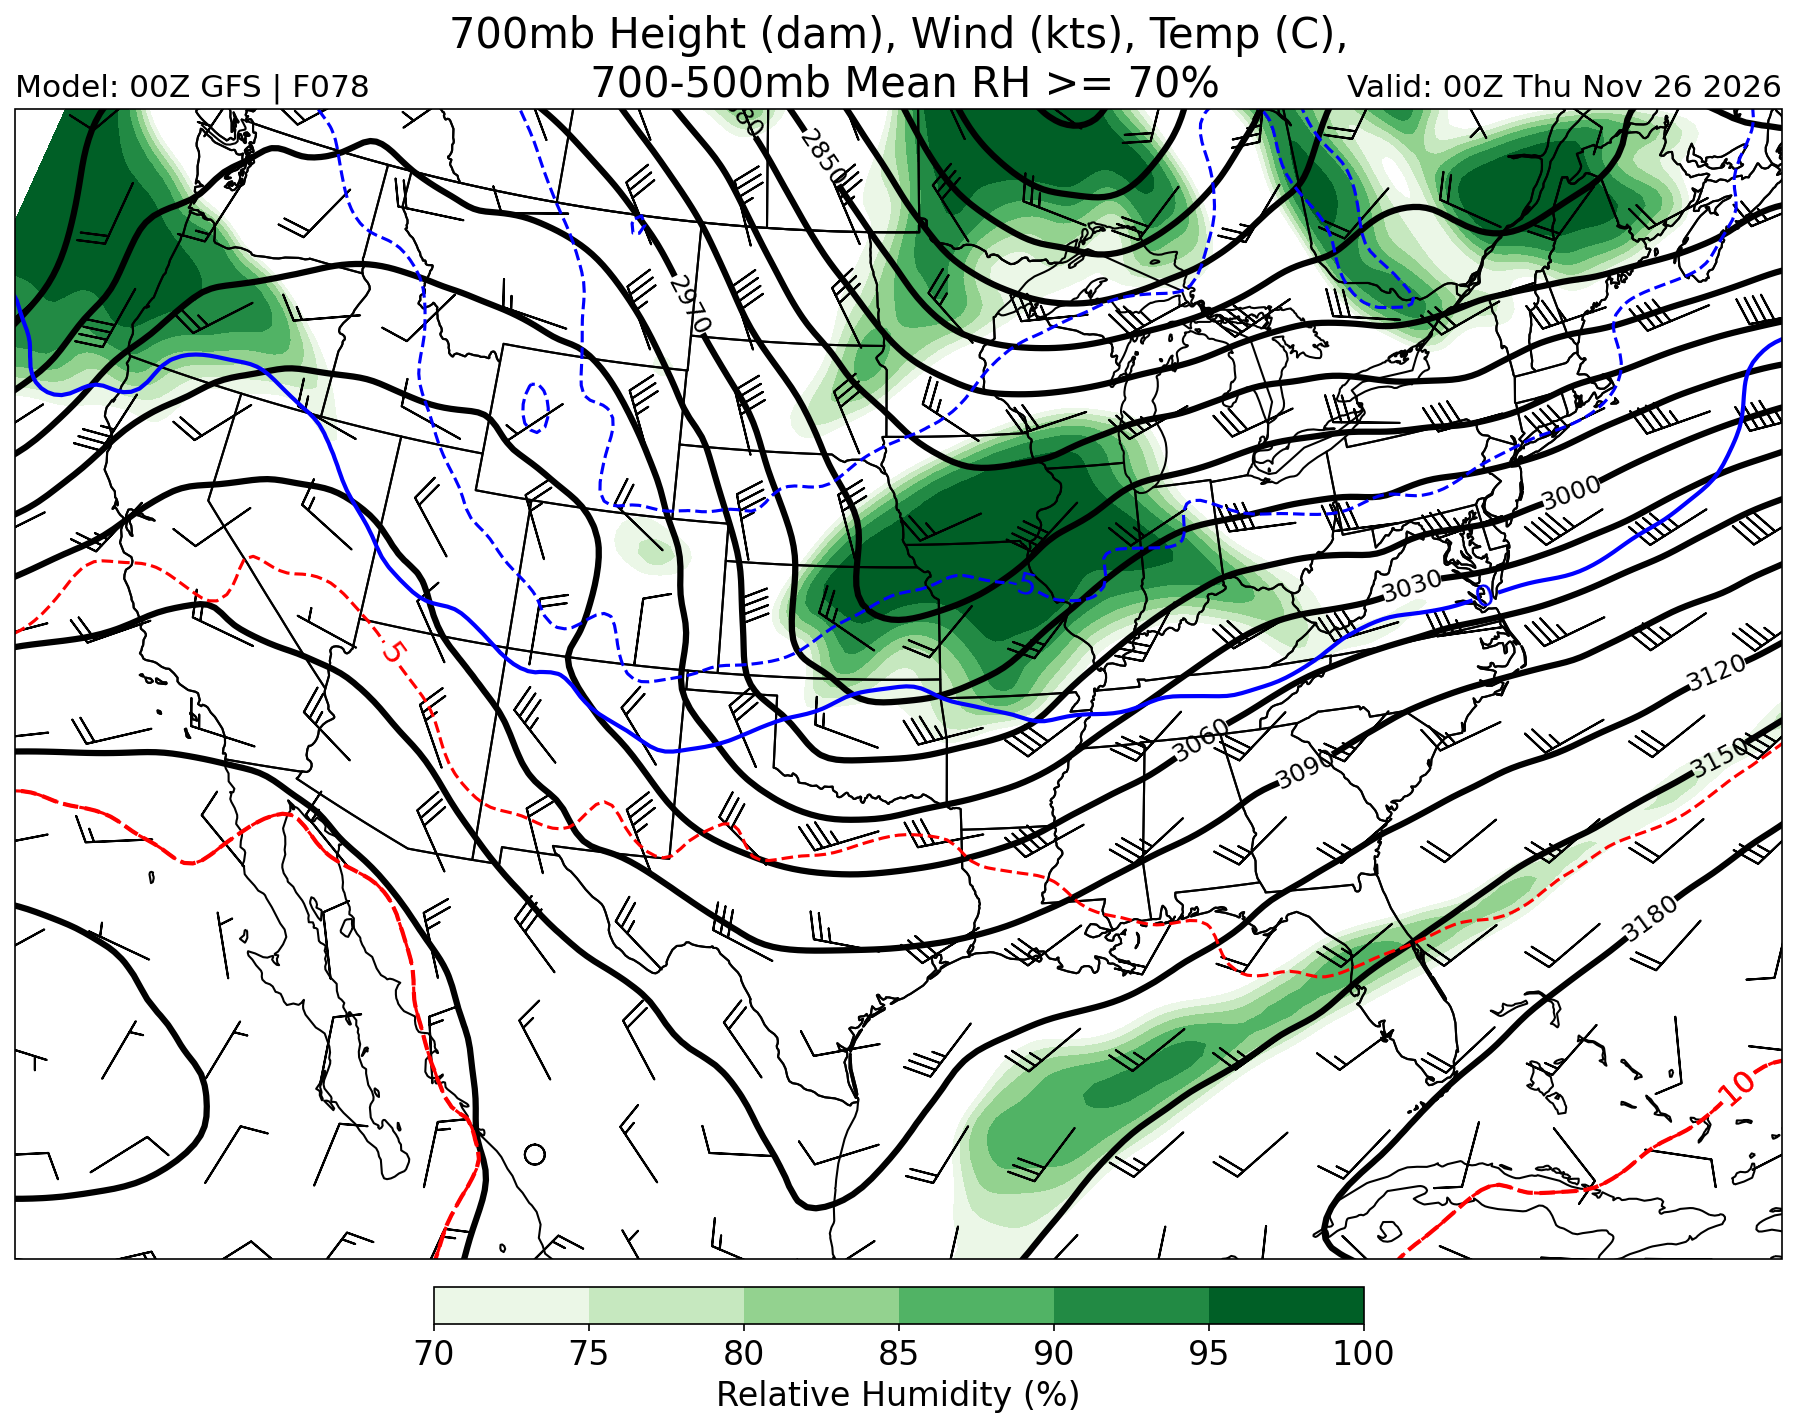 700mb Height (dam), Wind (kts), Temp (C),
Model: 00Z GFS | F078
700-500mb Mean RH >= 70%
Valid: 00Z Thu Nov 26 2026
2850
2970
3000
5
3030
0
5
3120
3060
3150
3090
3180
10
70 75 80 85 90 95 100
Relative Humidity (%)